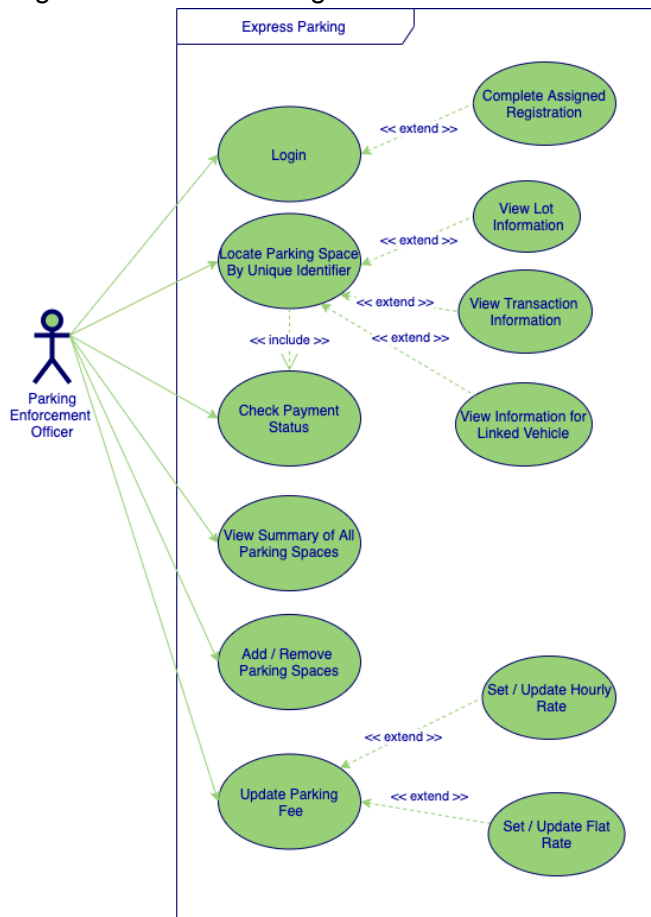 Express Parking
Complete Assigned
Registration
<< extend >>
Login
View Lot
Information
<< extend >>
Locate Parking Space
By Unique Identifier
View Transaction
Information
<< extend >>
<< include >>
<< extend >>
Parking
Enforcement
Officer
Check Payment
Status
View Information for
Linked Vehicle
View Summary of All
Parking Spaces
Add / Remove
Parking Spaces
Set / Update Hourly
Rate
<< extend >>
Update Parking
Fee
<< extend >>
Set / Update Flat
Rate